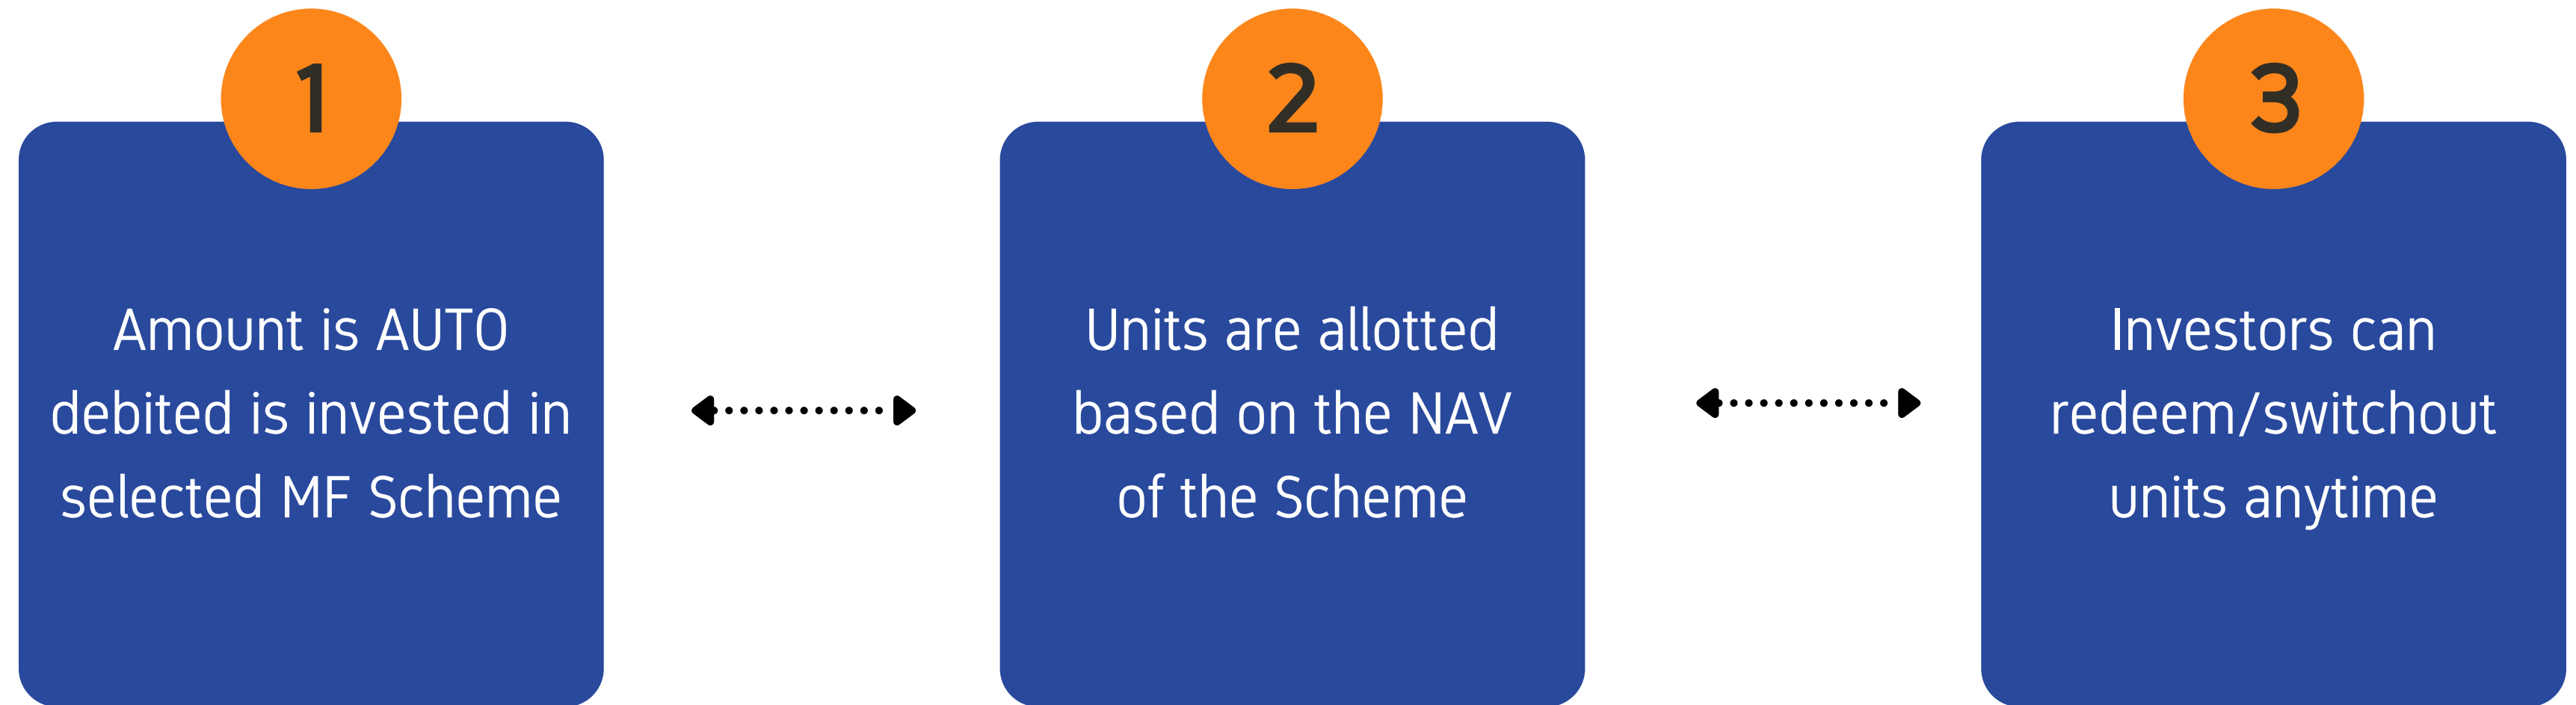 1
Amount is AUTO
debited is invested in
selected MF Scheme
2
Units are allotted
based on the NAV
of the Scheme
3
Investors can
redeem/switchout
units anytime